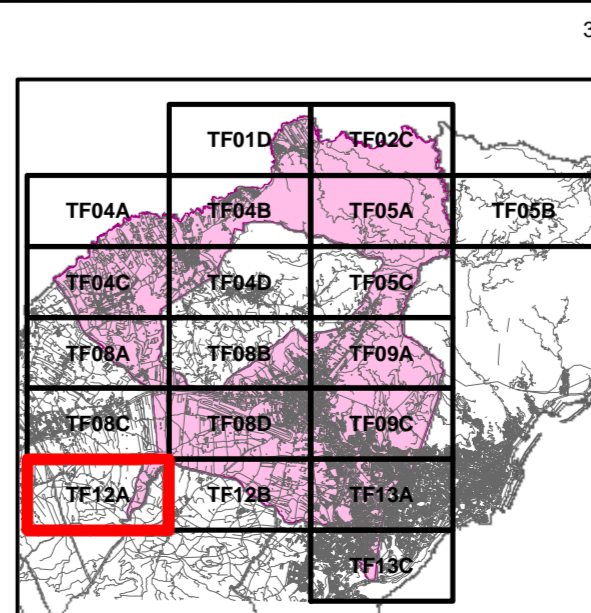 3
TF01D TF02C
TF04A TF04B TF05A TF05B
TF04C TF04D TF05C
TF08A TF08B TF09A
TF08C TF08D TF09C
TF12A TF12B TF13A
TF13C